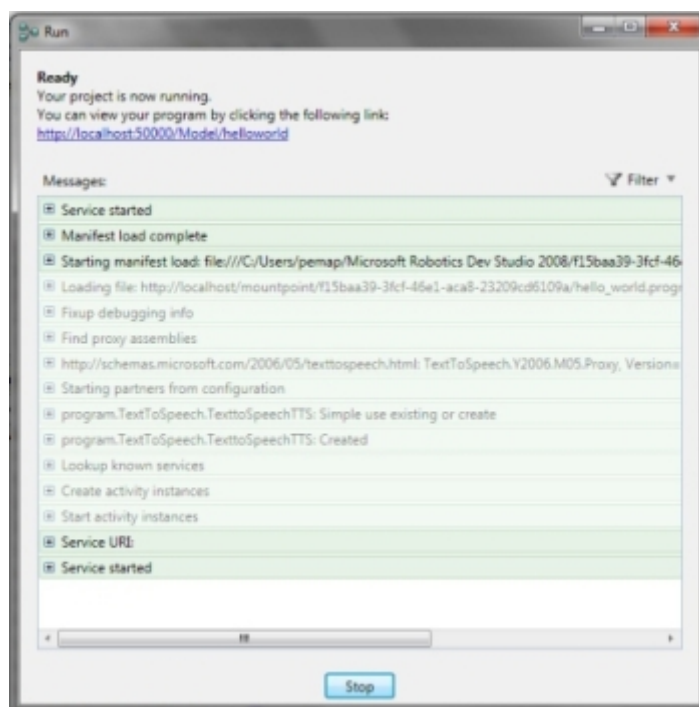 Run
Ready
Your project is now running.
You can view your program by clicking the following link:
http://localhost:50000/Model/helloworld
Messages:
Filter
Service started
Manifest load complete
Starting manifest load: file:///C:/Users/pemap/Microsoft Robotics Dev Studio 2008/f15baa39-3fcf-46
Loading file: http://localhost/mountpoint/f15baa39-3fcf-46e1-aca8-23209cd6109a/hello_world.progr
Fixup debugging info
Find proxy assemblies
http://schemas.microsoft.com/2006/05/texttospeech.html: TextToSpeech.Y2006.M05.Proxy, Version=
Starting partners from configuration
program.TextToSpeech.TexttoSpeechTTS: Simple use existing or create
program.TextToSpeech.TexttoSpeechTTS: Created
Lookup known services
Create activity instances
Start activity instances
Service URI:
Service started
Stop